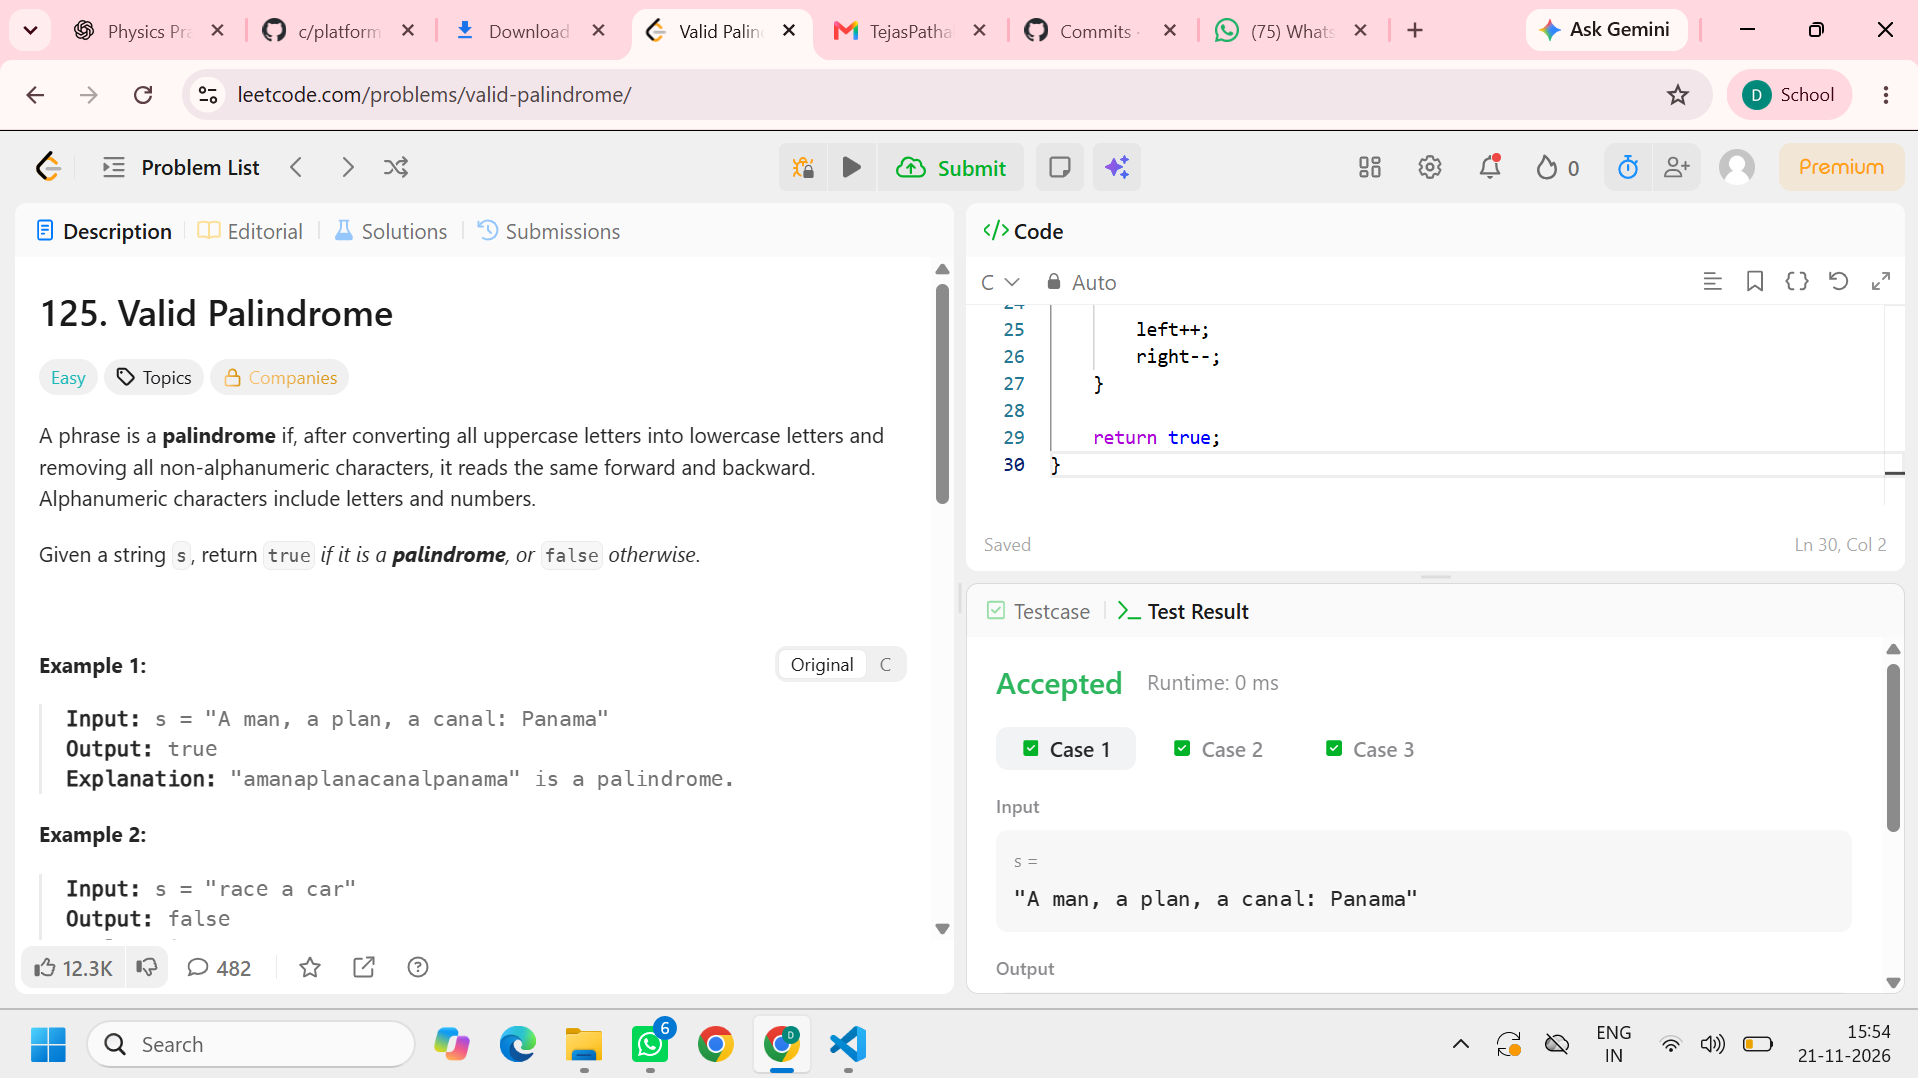 Physics Pra
c/platform
Download
Valid Palin
TejasPathal
Commits ·
(75) Whats
Ask Gemini
leetcode.com/problems/valid-palindrome/
D School
Problem List
Submit
0
Premium
Description
Editorial
Solutions
Submissions
125. Valid Palindrome
Easy
Topics
Companies
A phrase is a palindrome if, after converting all uppercase letters into lowercase letters and
removing all non-alphanumeric characters, it reads the same forward and backward.
Alphanumeric characters include letters and numbers.
Given a string s, return true if it is a palindrome, or false otherwise.
Example 1:
Original C
Input: s = "A man, a plan, a canal: Panama"
Output: true
Explanation: "amanaplanacanalpanama" is a palindrome.
Example 2:
Input: s = "race a car"
Output: false
12.3K
482
</> Code
C
Auto
24
25 left++;
26 right--;
27 }
28
29 return true;
30 }
Saved
Ln 30, Col 2
Testcase
Test Result
Accepted Runtime: 0 ms
Case 1
Case 2
Case 3
Input
s =
"A man, a plan, a canal: Panama"
Output
Search
6
D
ENG
IN
15:54
21-11-2026